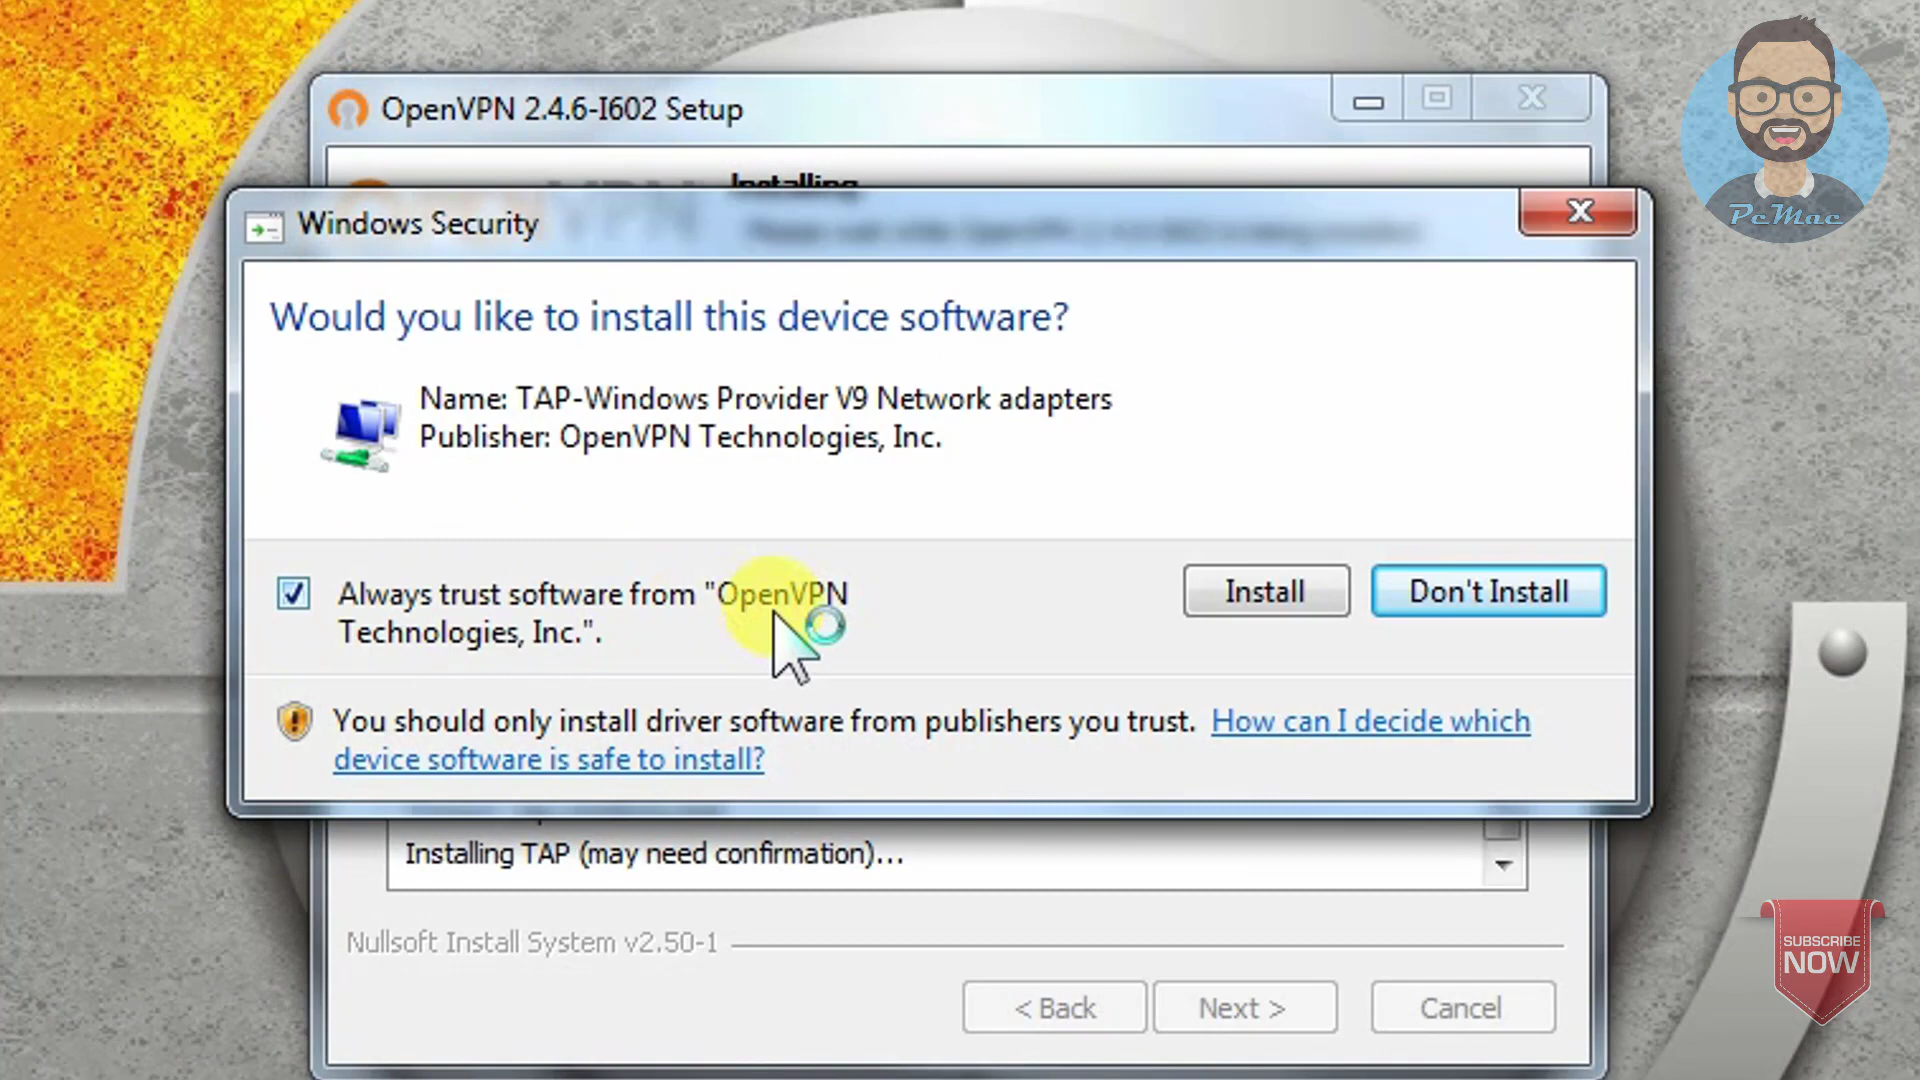 OpenVPN 2.4.6-I602 Setup
Installing
PcMac
Windows Security
Would you like to install this device software?
Name: TAP-Windows Provider V9 Network adapters
Publisher: OpenVPN Technologies, Inc.
Always trust software from "OpenVPN
Technologies, Inc.".
Install
Don't Install
You should only install driver software from publishers you trust. How can I decide which
device software is safe to install?
Installing TAP (may need confirmation)...
Nullsoft Install System v2.50-1
SUBSCRIBE
NOW
< Back
Next >
Cancel